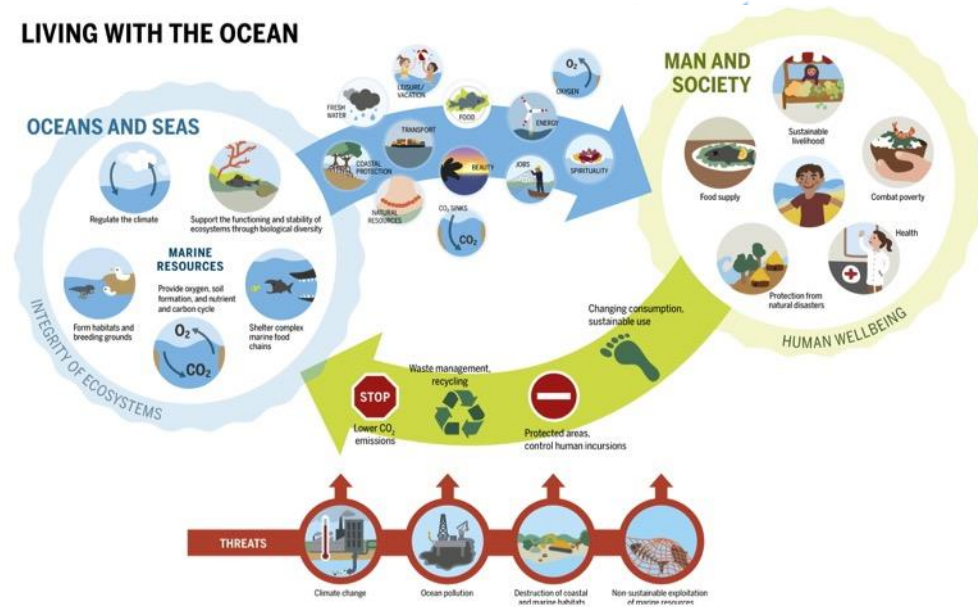 LIVING WITH THE OCEAN
OCEANS AND SEAS
Regulate the climate
Support the functioning and stability of
ecosystems through biological diversity
MARINE
RESOURCES
Provide oxygen, soil
formation, and nutrient
and carbon cycle
Form habitats and
breeding grounds
Shelter complex
marine food
chains
O₂
CO₂
INTEGRITY OF ECOSYSTEMS
FRESH
WATER
LEISURE/
VACATION
FOOD
ENERGY
O₂
OXYGEN
COASTAL
PROTECTION
TRANSPORT
BEAUTY
JOBS
SPIRITUALITY
NATURAL
RESOURCES
CO₂ SINKS
CO₂
MAN AND
SOCIETY
Sustainable
livelihood
Food supply
Combat poverty
Health
Protection from
natural disasters
HUMAN WELLBEING
Changing consumption,
sustainable use
Waste management,
recycling
STOP
Lower CO₂
emissions
Protected areas,
control human incursions
THREATS
Climate change
Ocean pollution
Destruction of coastal
and marine habitats
Non-sustainable exploitation
of marine resources